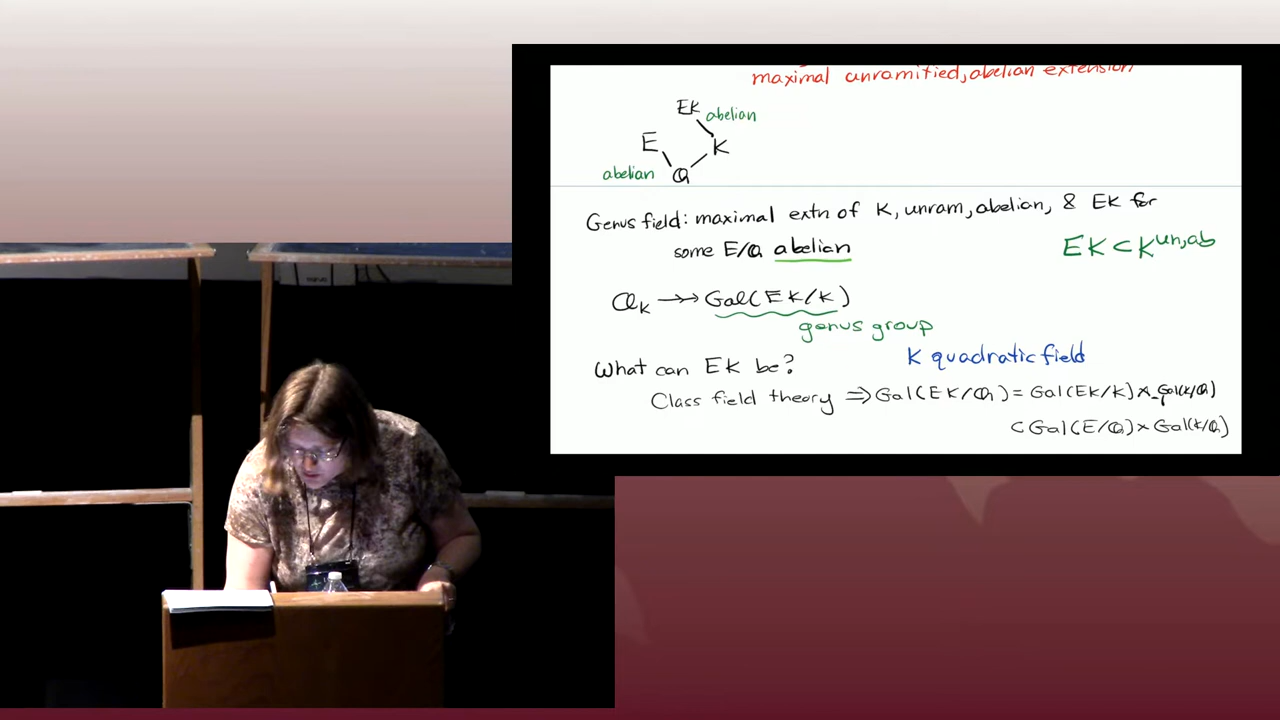 maximal unramified, abelian extension
EK abelian
E K
abelian Q
Genus field: maximal extn of K, unram, abelian, & EK for
some E/Q abelian
EK ⊂ K^{un,ab}
Cl_K ↠ Gal(EK/K)
genus group
What can EK be?
K quadratic field
Class field theory ⇒ Gal(EK/Q) = Gal(EK/K) ⋊ Gal(K/Q)
⊂ Gal(E/Q) × Gal(K/Q)